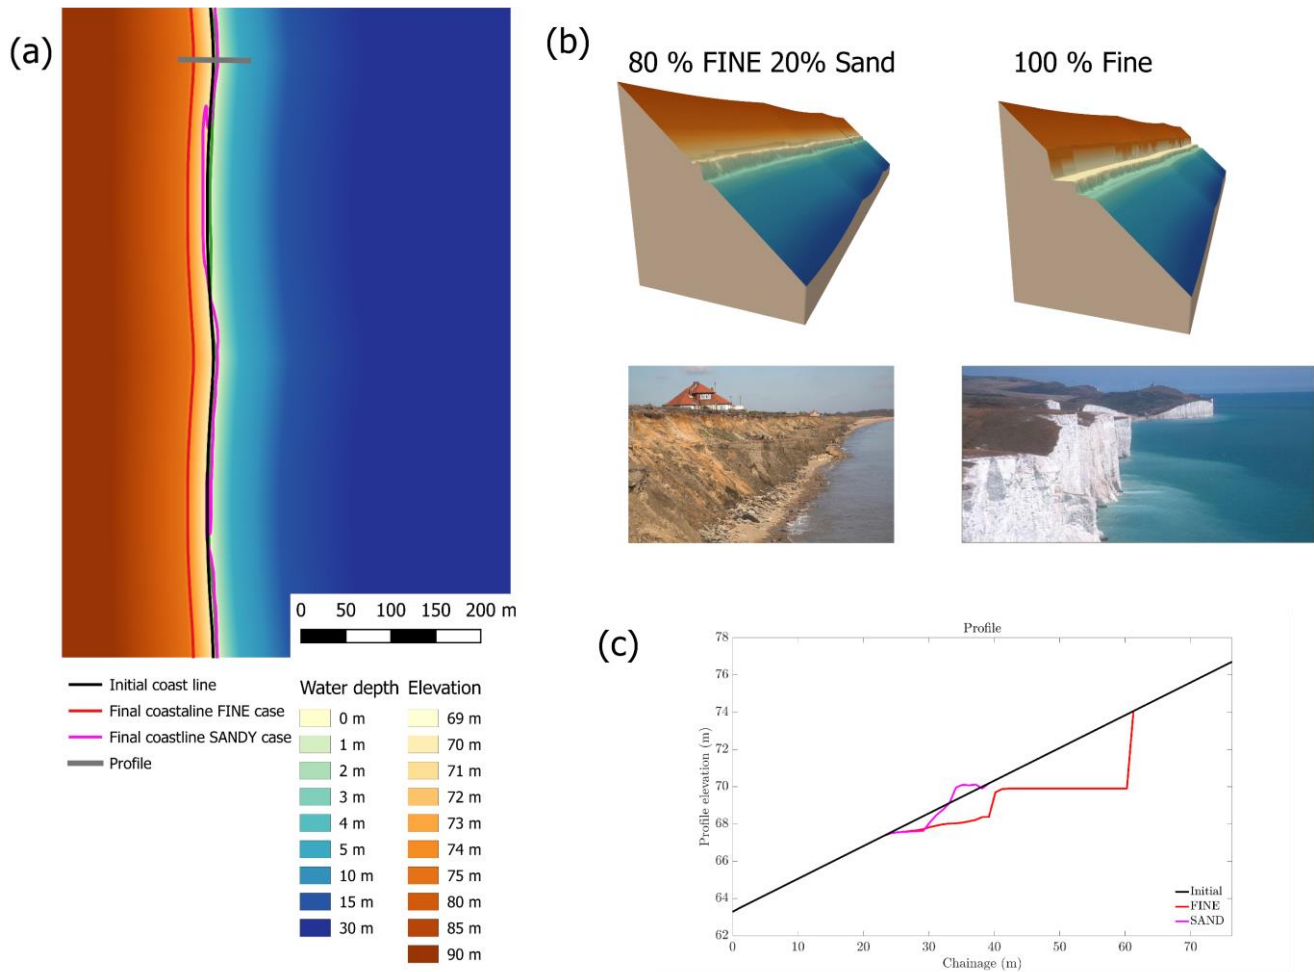 (a)
0 50 100 150 200 m
Initial coast line
Final coastaline FINE case
Final coastline SANDY case
Profile
Water depth
0 m
1 m
2 m
3 m
4 m
5 m
10 m
15 m
30 m
Elevation
69 m
70 m
71 m
72 m
73 m
74 m
75 m
80 m
85 m
90 m
(b)
80 % FINE 20% Sand
100 % Fine
(c)
Profile
78
76
74
72
70
68
66
64
62
Profile elevation (m)
0 10 20 30 40 50 60 70
Chainage (m)
Initial
FINE
SAND